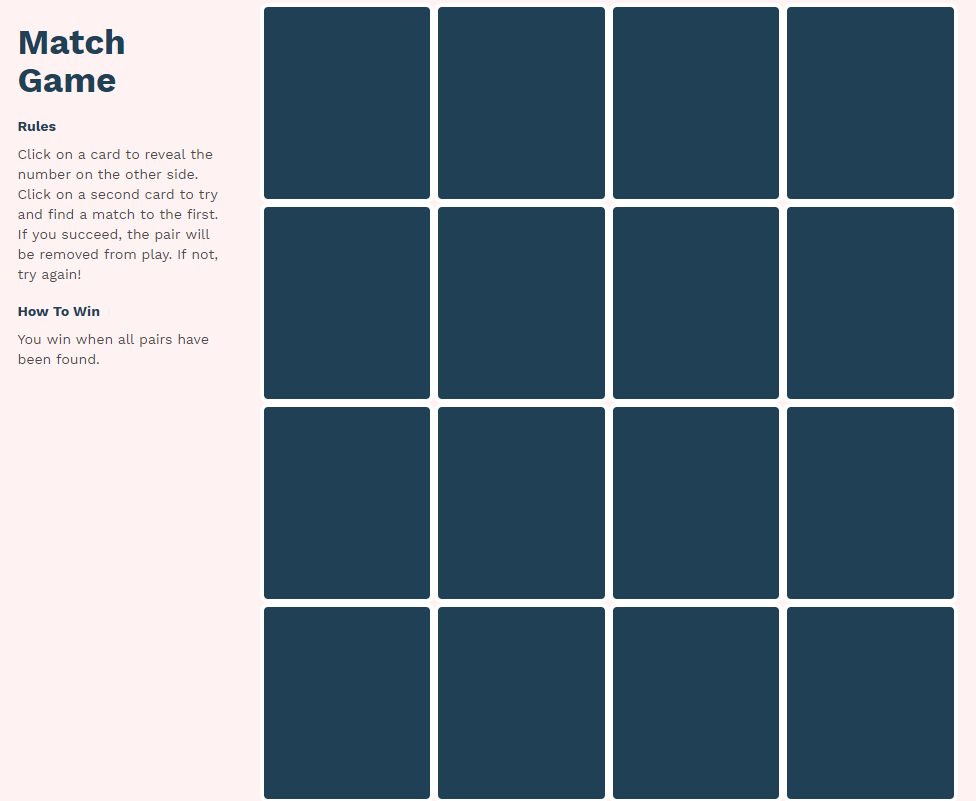 Match
Game
Rules
Click on a card to reveal the
number on the other side.
Click on a second card to try
and find a match to the first.
If you succeed, the pair will
be removed from play. If not,
try again!
How To Win
You win when all pairs have
been found.